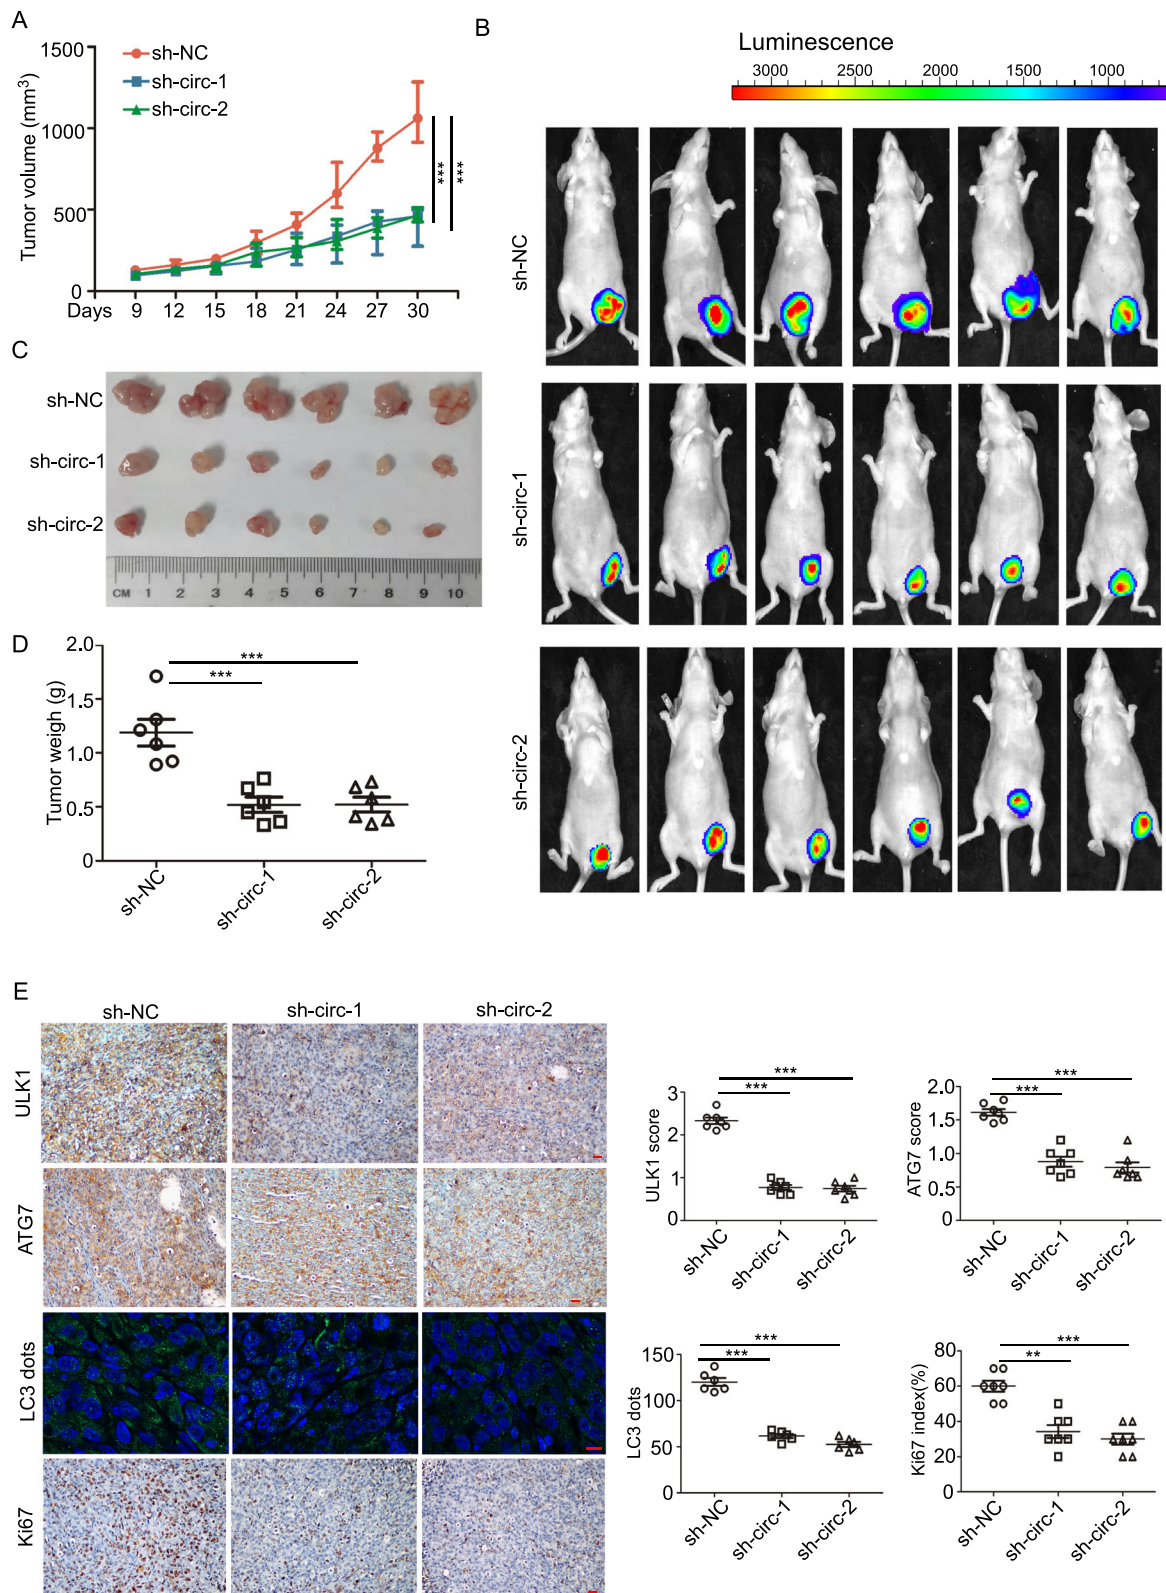 A
1500
1000
500
0
Tumor volume (mm³)
sh-NC
sh-circ-1
sh-circ-2
***
***
Days 9 12 15 18 21 24 27 30
B
Luminescence
3000 2500 2000 1500 1000
sh-NC
sh-circ-1
sh-circ-2
C
sh-NC
sh-circ-1
sh-circ-2
CM 1 2 3 4 5 6 7 8 9 10
D
2.0
1.5
1.0
0.5
0
Tumor weigh (g)
***
***
sh-NC
sh-circ-1
sh-circ-2
E
sh-NC sh-circ-1 sh-circ-2
ULK1
ATG7
LC3 dots
Ki67
3
2
1
0
ULK1 score
***
***
sh-NC
sh-circ-1
sh-circ-2
2.0
1.5
1.0
0.5
0
ATG7 score
***
***
sh-NC
sh-circ-1
sh-circ-2
150
100
50
0
LC3 dots
***
***
sh-NC
sh-circ-1
sh-circ-2
80
60
40
20
0
Ki67 index(%)
***
**
sh-NC
sh-circ-1
sh-circ-2